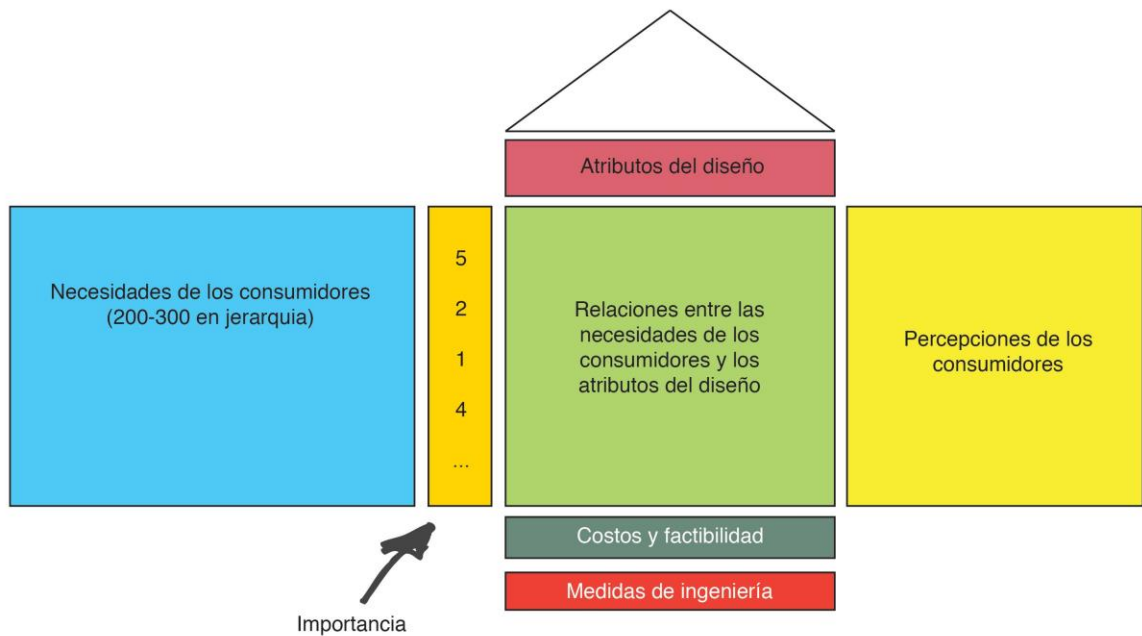 Atributos del diseño
Necesidades de los consumidores
(200-300 en jerarquia)
5
2
1
4
...
Relaciones entre las
necesidades de los
consumidores y los
atributos del diseño
Percepciones de los
consumidores
Costos y factibilidad
Medidas de ingeniería
Importancia